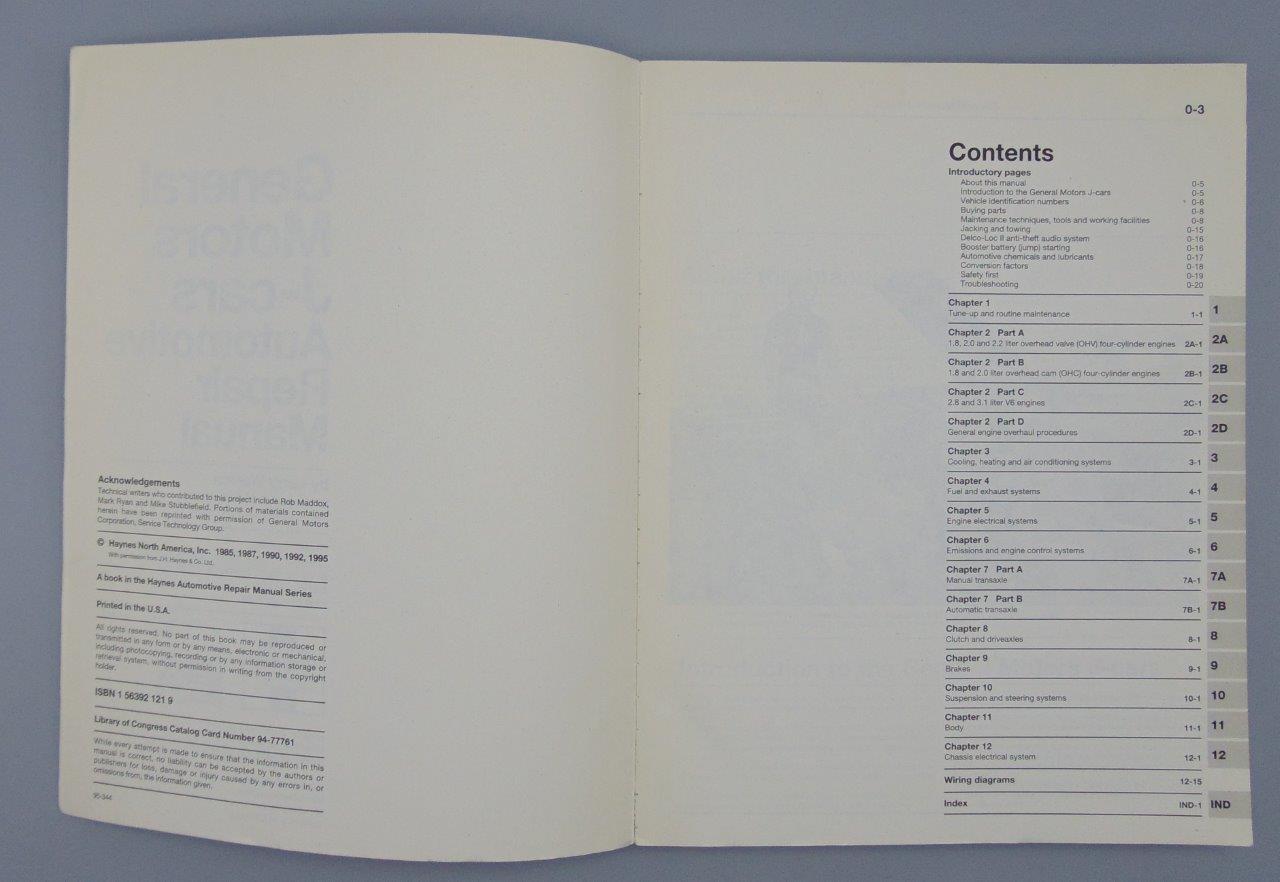 Acknowledgements
Technical writers who contributed to this project include Rob Maddox,
Mark Ryan and Mike Stubblefield. Portions of materials contained
herein have been reprinted with permission of General Motors
Corporation, Service Technology Group.
© Haynes North America, Inc. 1985, 1987, 1990, 1992, 1995
With permission from J.H. Haynes & Co. Ltd.
A book in the Haynes Automotive Repair Manual Series
Printed in the U.S.A.
All rights reserved. No part of this book may be reproduced or
transmitted in any form or by any means, electronic or mechanical,
including photocopying, recording or by any information storage or
retrieval system, without permission in writing from the copyright
holder.
ISBN 1 56392 121 9
Library of Congress Catalog Card Number 94-77761
While every attempt is made to ensure that the information in this
manual is correct, no liability can be accepted by the authors or
publishers for loss, damage or injury caused by any errors in, or
omissions from, the information given.
95-344
0-3
Contents
Introductory pages
About this manual 0-5
Introduction to the General Motors J-cars 0-5
Vehicle identification numbers 0-6
Buying parts 0-8
Maintenance techniques, tools and working facilities 0-8
Jacking and towing 0-15
Delco-Loc II anti-theft audio system 0-16
Booster battery (jump) starting 0-16
Automotive chemicals and lubricants 0-17
Conversion factors 0-18
Safety first 0-19
Troubleshooting 0-20
Chapter 1
Tune-up and routine maintenance 1-1 1
Chapter 2 Part A
1.8, 2.0 and 2.2 liter overhead valve (OHV) four-cylinder engines 2A-1 2A
Chapter 2 Part B
1.8 and 2.0 liter overhead cam (OHC) four-cylinder engines 2B-1 2B
Chapter 2 Part C
2.8 and 3.1 liter V6 engines 2C-1 2C
Chapter 2 Part D
General engine overhaul procedures 2D-1 2D
Chapter 3
Cooling, heating and air conditioning systems 3-1 3
Chapter 4
Fuel and exhaust systems 4-1 4
Chapter 5
Engine electrical systems 5-1 5
Chapter 6
Emissions and engine control systems 6-1 6
Chapter 7 Part A
Manual transaxle 7A-1 7A
Chapter 7 Part B
Automatic transaxle 7B-1 7B
Chapter 8
Clutch and driveaxles 8-1 8
Chapter 9
Brakes 9-1 9
Chapter 10
Suspension and steering systems 10-1 10
Chapter 11
Body 11-1 11
Chapter 12
Chassis electrical system 12-1 12
Wiring diagrams 12-15
Index IND-1 IND